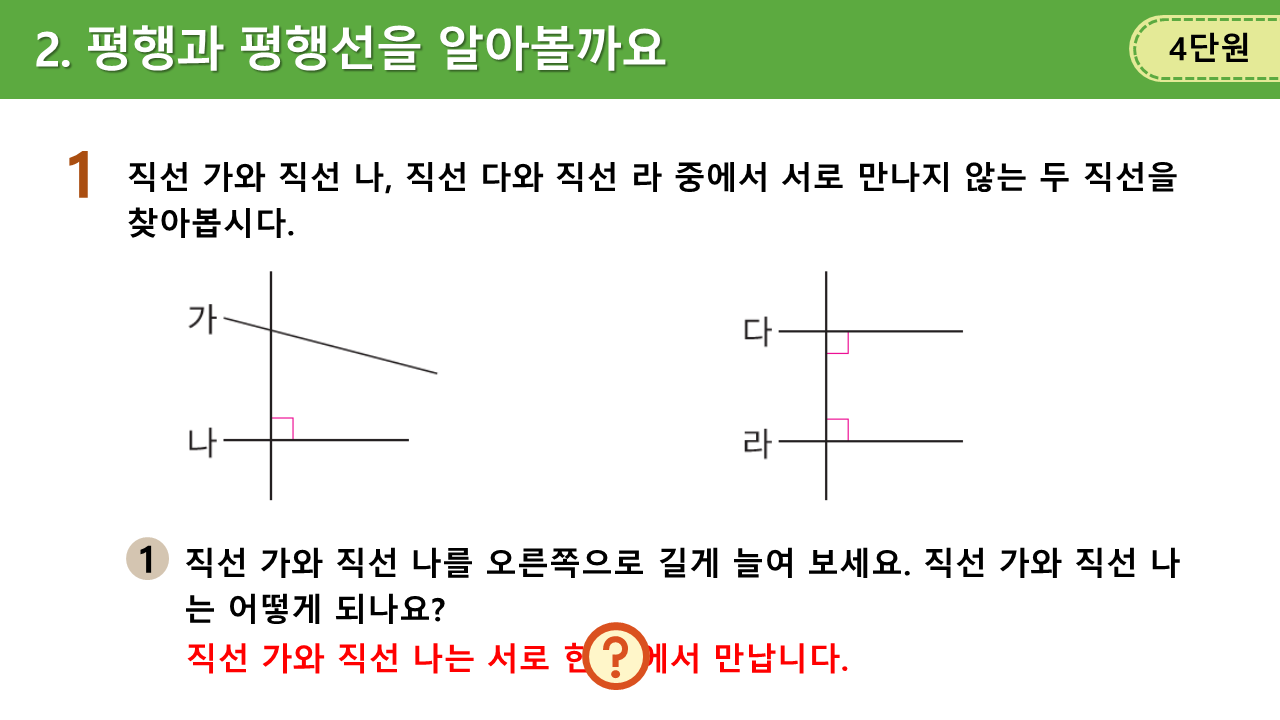 2. 평행과 평행선을 알아볼까요
4단원
1
직선 가와 직선 나, 직선 다와 직선 라 중에서 서로 만나지 않는 두 직선을
찾아봅시다.
가
나
다
라
1 직선 가와 직선 나를 오른쪽으로 길게 늘여 보세요. 직선 가와 직선 나
는 어떻게 되나요?
직선 가와 직선 나는 서로 ? 만납니다.